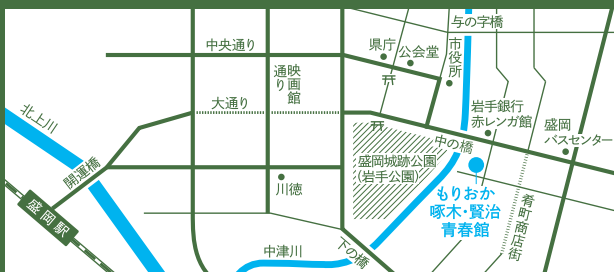 与の字橋
中央通り
県庁
公会堂
市役所
映画館
通り
大通り
北上川
岩手銀行
赤レンガ館
盛岡
バスセンター
中の橋
開運橋
盛岡城跡公園
(岩手公園)
川徳
もりおか
啄木・賢治
青春館
肴町商店街
盛岡駅
中津川
下の橋